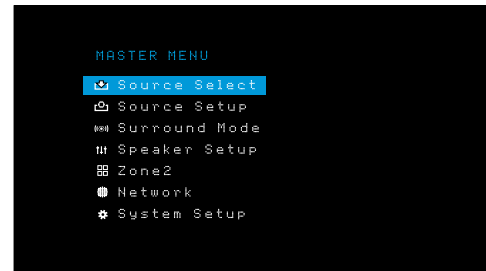 MASTER MENU
Source Select
Source Setup
Surround Mode
Speaker Setup
Zone2
Network
System Setup